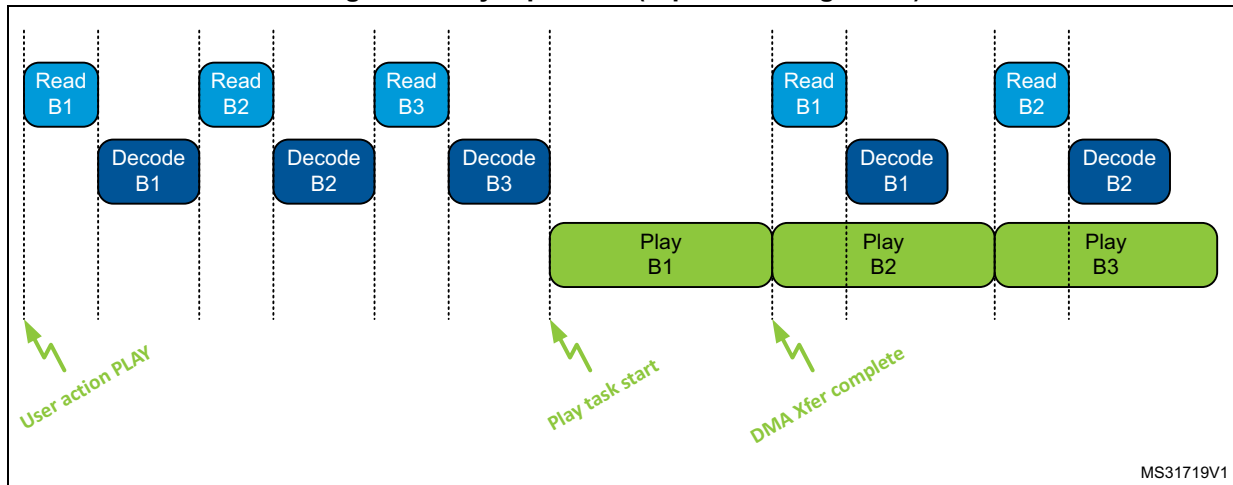 Read
B1
Read
B2
Read
B3
Read
B1
Read
B2
Decode
B1
Decode
B2
Decode
B3
Decode
B1
Decode
B2
Play
B1
Play
B2
Play
B3
User action PLAY
Play task start
DMA Xfer complete
MS31719V1